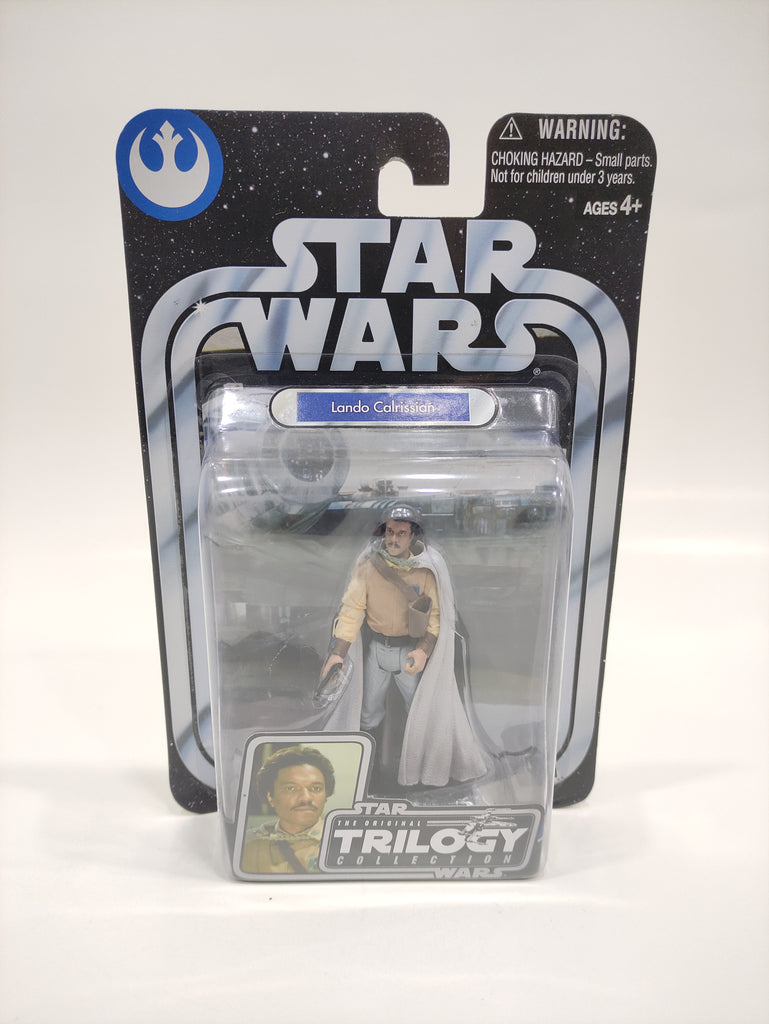 WARNING:
CHOKING HAZARD – Small parts.
Not for children under 3 years.
AGES 4+
STAR
WARS®
Lando Calrissian
STAR
THE ORIGINAL
TRILOGY
COLLECTION
WARS